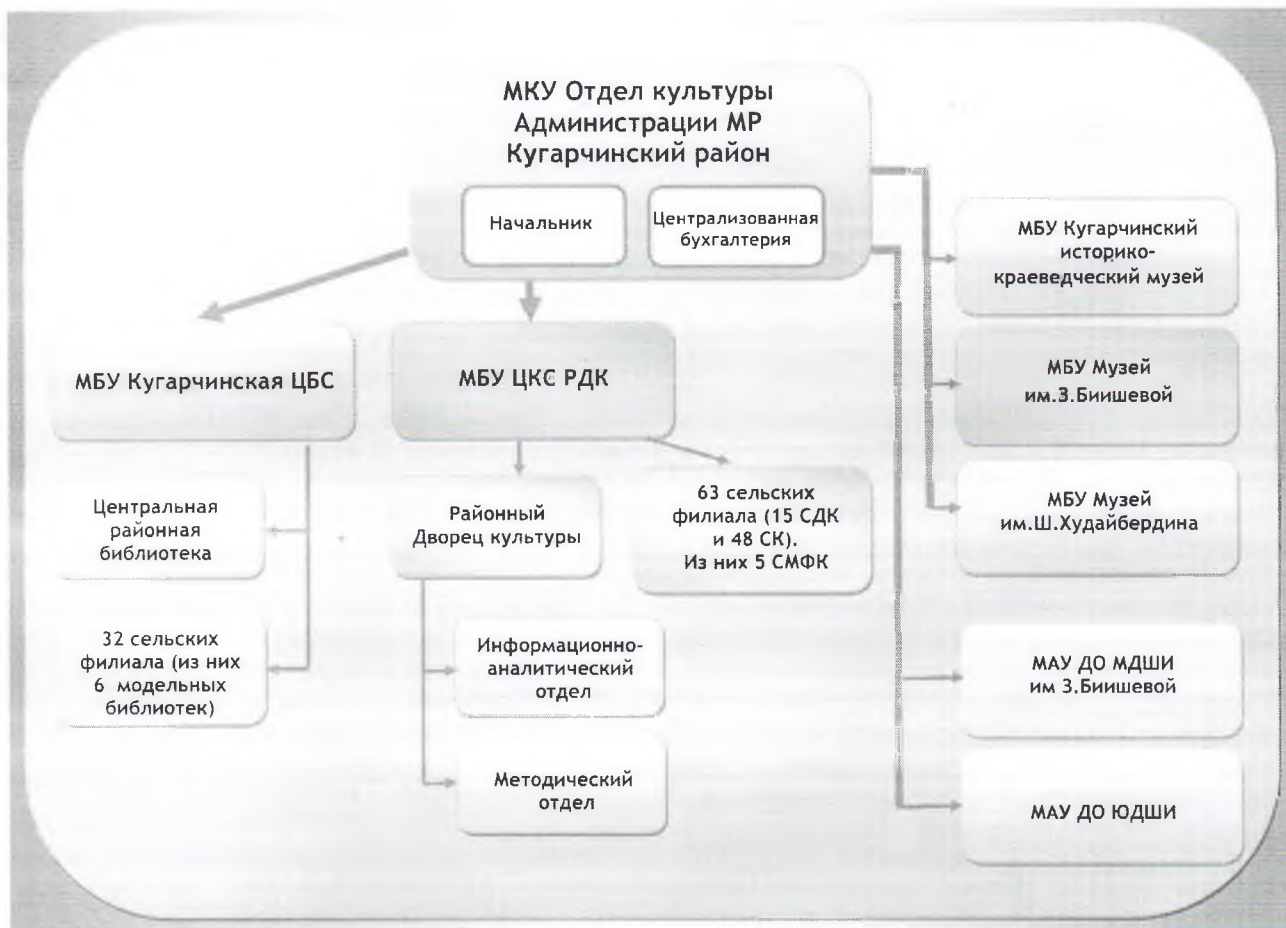 МКУ Отдел культуры
Администрации МР
Кугарчинский район
Начальник
Централизованная
бухгалтерия
МБУ Кугарчинская ЦБС
Центральная
районная
библиотека
32 сельских
филиала (из них
6 модельных
библиотек)
МБУ ЦКС РДК
Районный
Дворец культуры
Информационно-
аналитический
отдел
Методический
отдел
63 сельских
филиала (15 СДК
и 48 СК).
Из них 5 СМФК
МБУ Кугарчинский
историко-
краеведческий музей
МБУ Музей
им.З.Биишевой
МБУ Музей
им.Ш.Худайбердина
МАУ ДО МДШИ
им З.Биишевой
МАУ ДО ЮДШИ